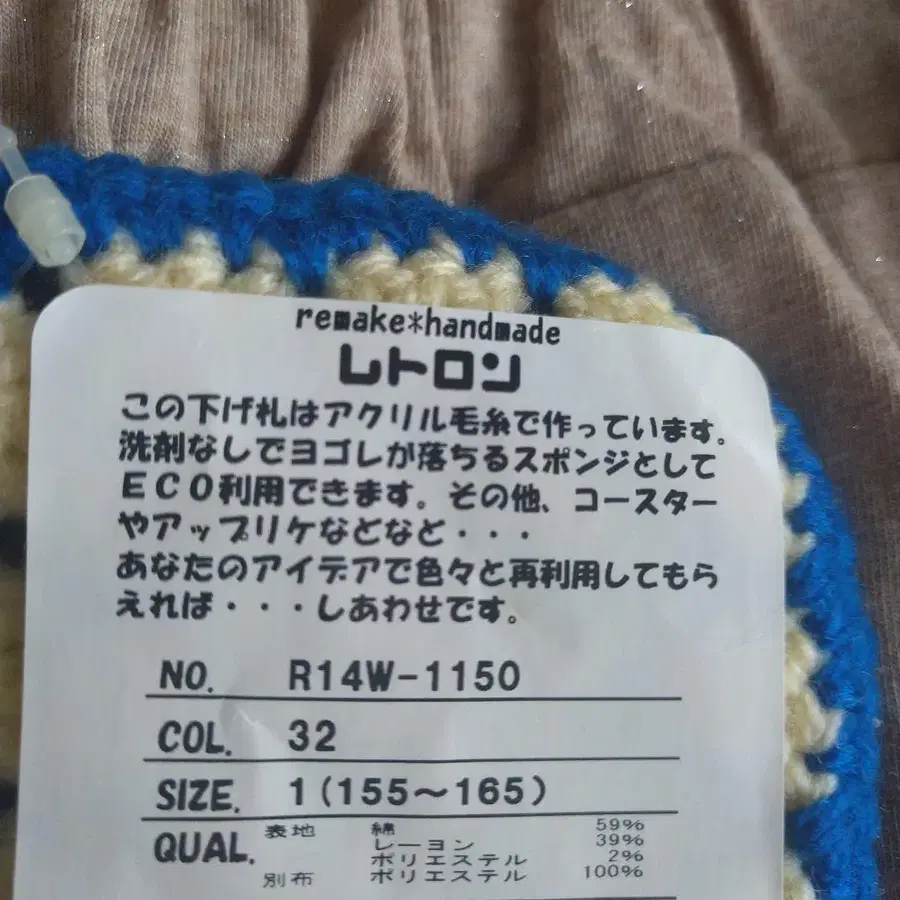 remake*handmade
レトロン
この下げ札はアクリル毛糸で作っています。
洗剤なしでヨゴレが落ちるスポンジとして
ECO利用できます。その他、コースター
やアップリケなどなど・・・
あなたのアイデアで色々と再利用してもら
えれば・・・しあわせです。
NO. R14W-1150
COL. 32
SIZE. 1(155～165)
QUAL. 表地 綿 59%
レーヨン 39%
ポリエステル 2%
別布 ポリエステル 100%